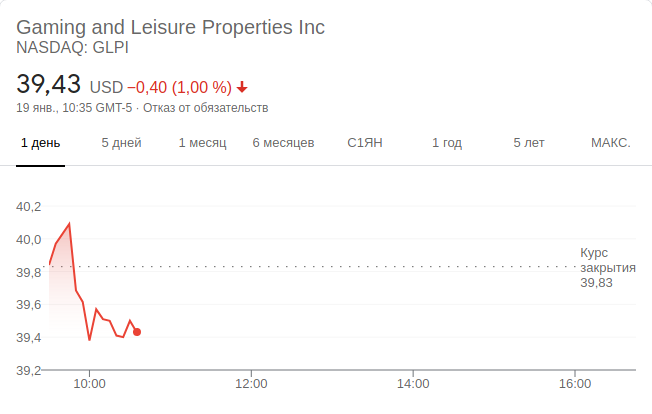 Gaming and Leisure Properties Inc
NASDAQ: GLPI
39,43 USD −0,40 (1,00 %)
19 янв., 10:35 GMT-5 · Отказ от обязательств
1 день 5 дней 1 месяц 6 месяцев С1ЯН 1 год 5 лет МАКС.
40,2
40,0
Курс
39,8 закрытия
39,83
39,6
39,4
39,2
10:00 12:00 14:00 16:00